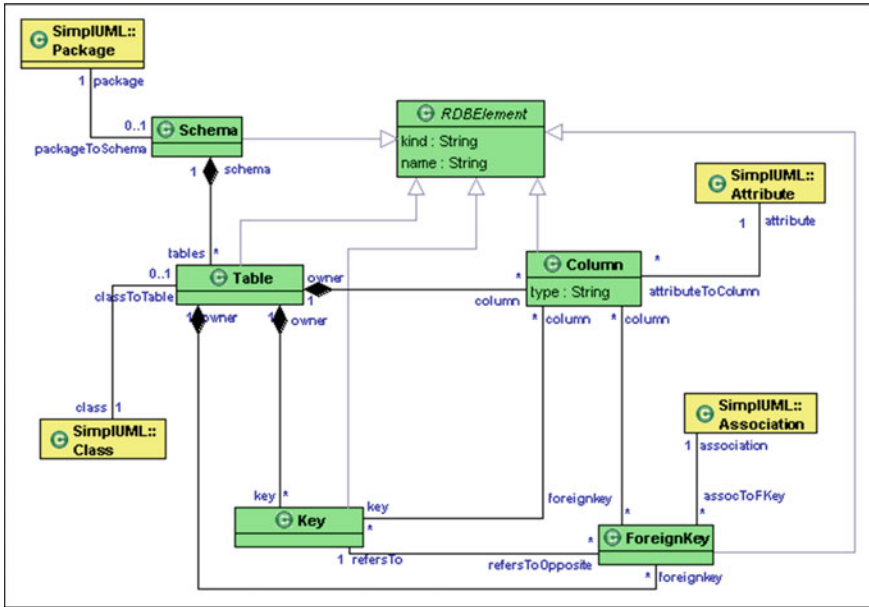 SimplUML::
Package
1 package
0..1
packageToSchema
Schema
1
schema
RDBElement
kind : String
name : String
SimplUML::
Attribute
1
attribute
tables
*
0..1
classToTable
Table
owner
1
*
column
Column
type : String
*
attributeToColumn
1
owner
1
owner
*
column
*
column
class
1
SimplUML::
Class
SimplUML::
Association
1
association
key
*
key
*
foreignkey
assocToFKey
*
*
Key
1
refersTo
*
refersToOpposite
ForeignKey
*
foreignkey